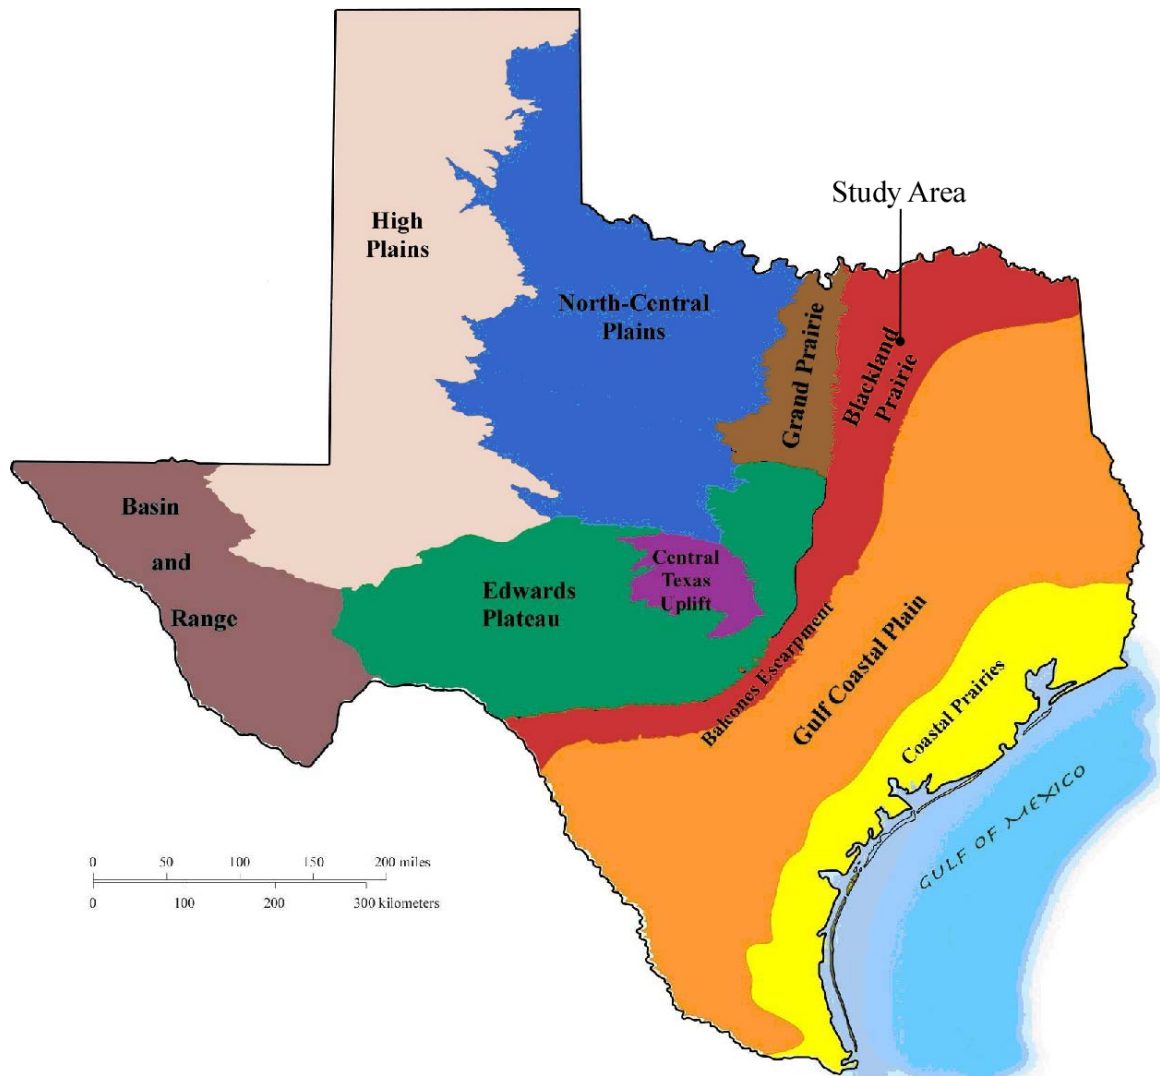 Study Area
High
Plains
North-Central
Plains
Grand Prairie
Blackland
Prairie
Basin
and
Range
Edwards
Plateau
Central
Texas
Uplift
Balcones Escarpment
Gulf Coastal Plain
Coastal Prairies
GULF OF MEXICO
0 50 100 150 200 miles
0 100 200 300 kilometers